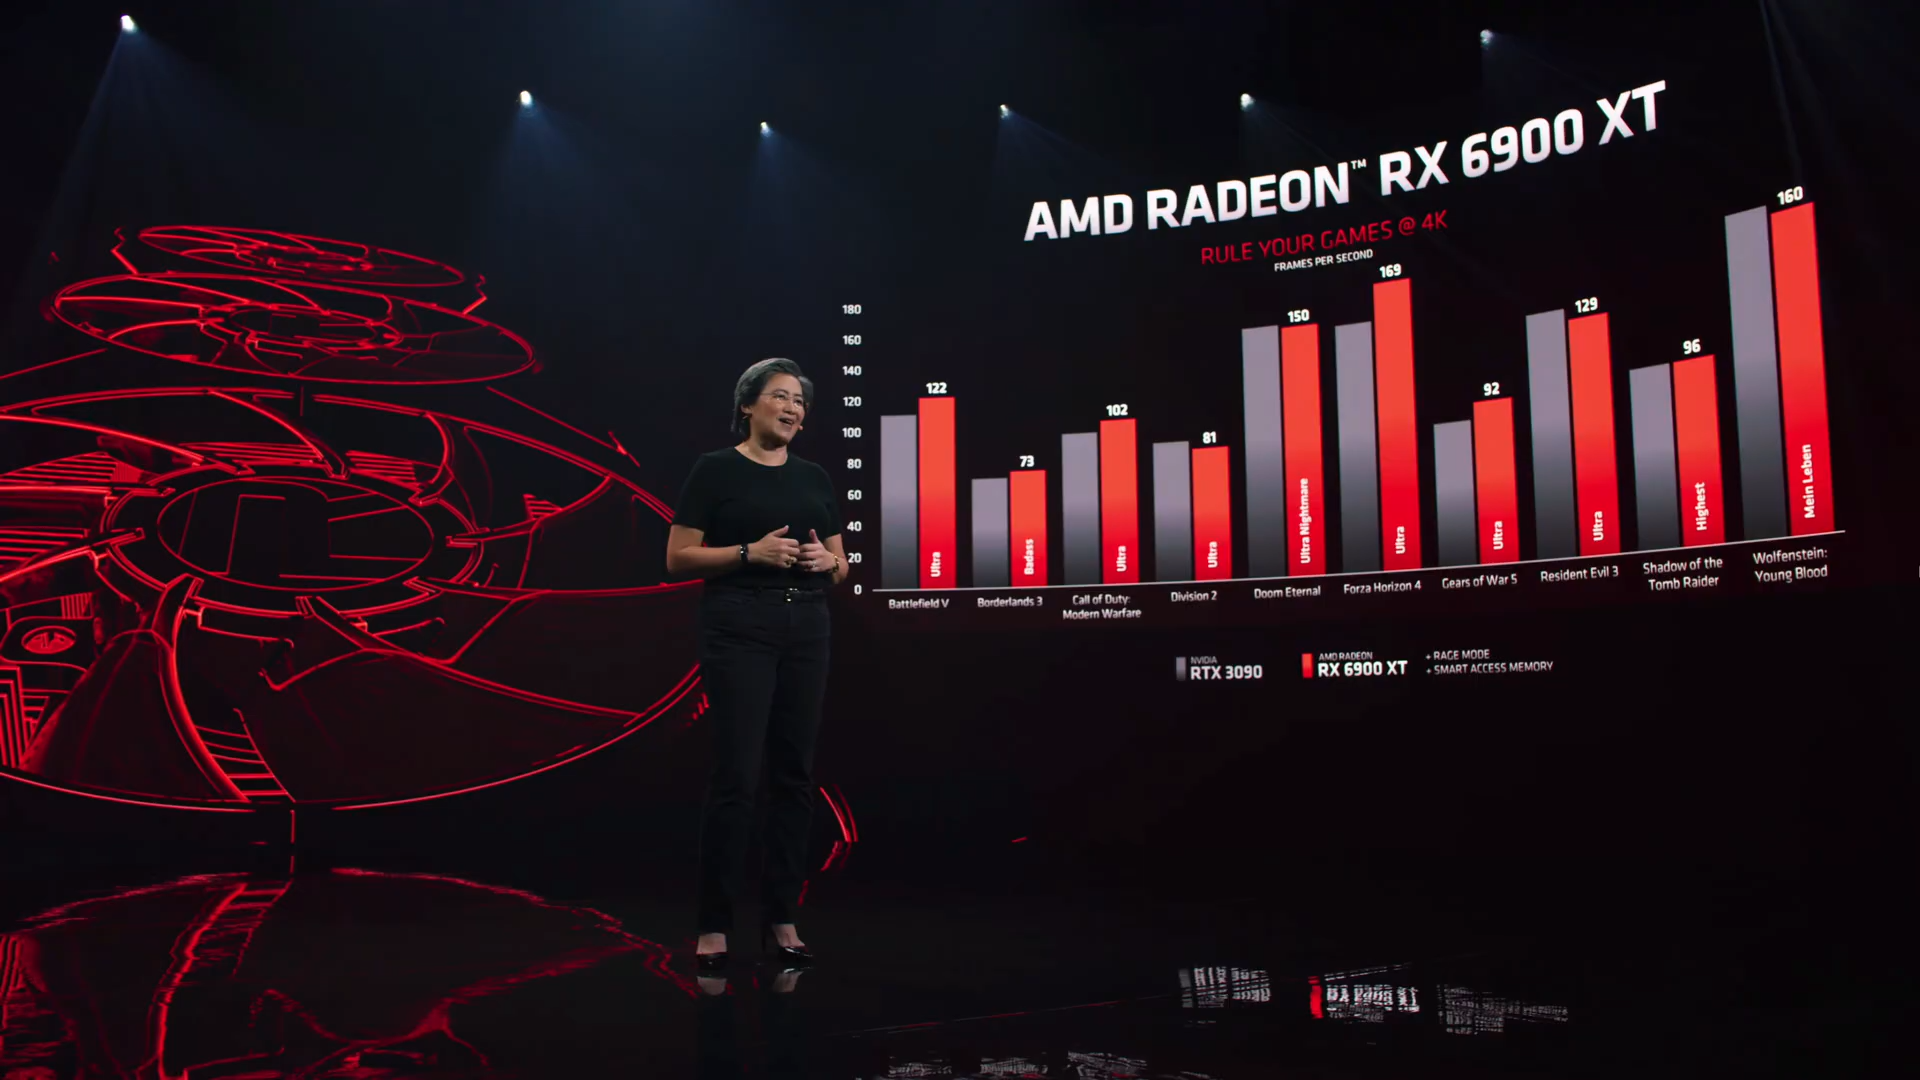 AMD RADEON™ RX 6900 XT
RULE YOUR GAMES @ 4K
FRAMES PER SECOND
180
160
140
120
100
80
60
40
20
0
122
73
102
81
150
169
92
129
96
160
Ultra
Badass
Ultra
Ultra
Ultra Nightmare
Ultra
Ultra
Ultra
Highest
Mein Leben
Battlefield V
Borderlands 3
Call of Duty:
Modern Warfare
Division 2
Doom Eternal
Forza Horizon 4
Gears of War 5
Resident Evil 3
Shadow of the
Tomb Raider
Wolfenstein:
Young Blood
NVIDIA
RTX 3090
AMD RADEON
RX 6900 XT
+ RAGE MODE
+ SMART ACCESS MEMORY